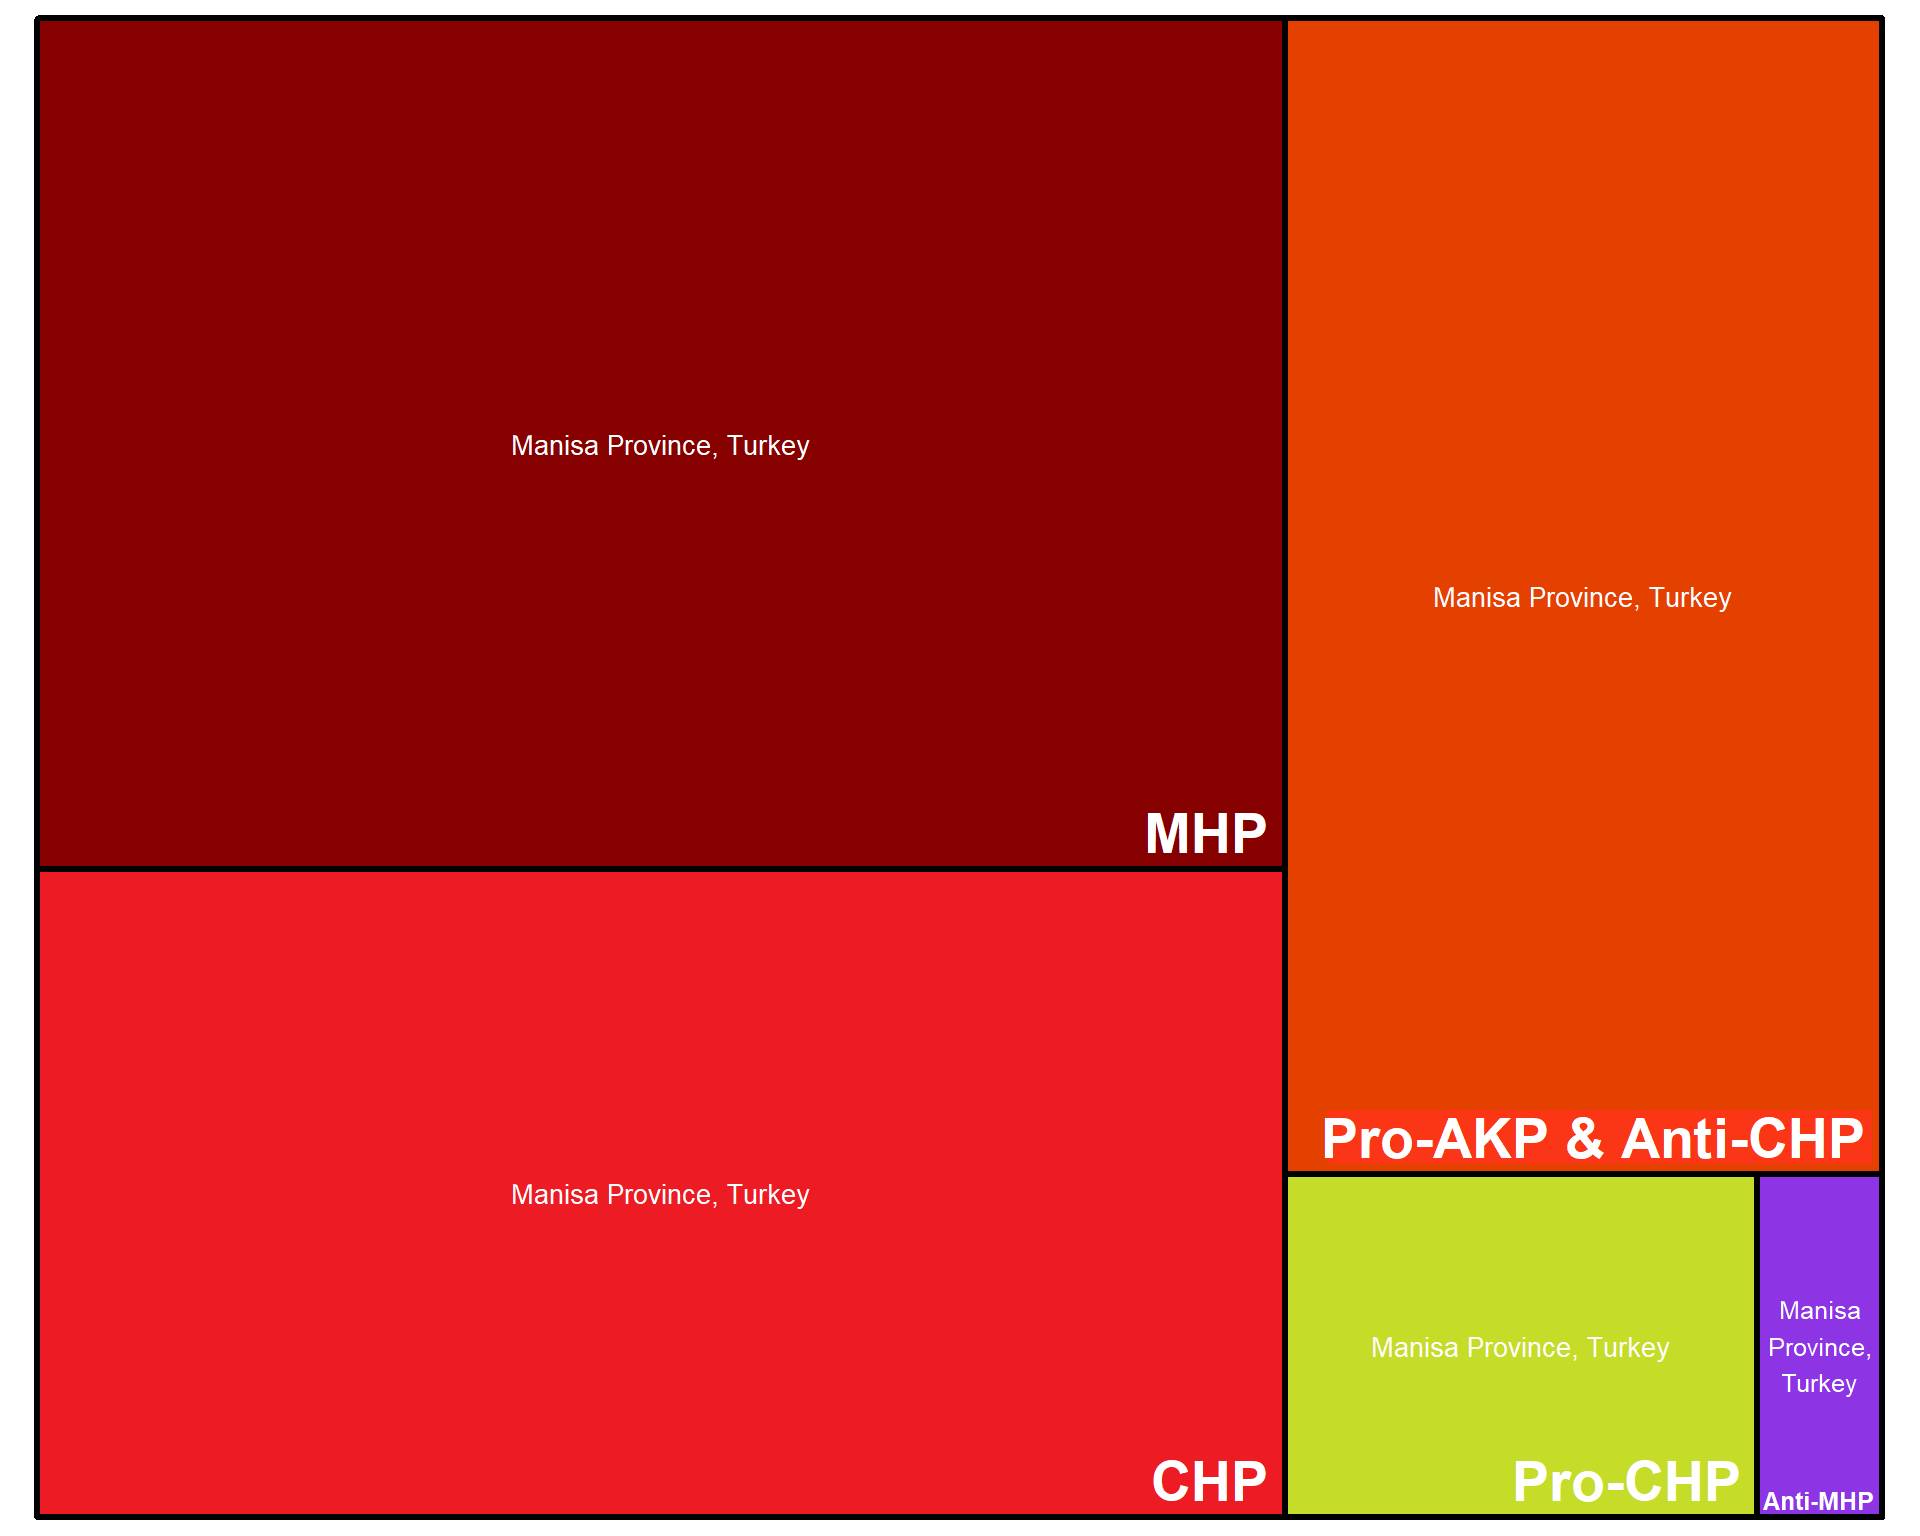 Manisa Province, Turkey
MHP
Manisa Province, Turkey
CHP
Manisa Province, Turkey
Pro-AKP & Anti-CHP
Manisa Province, Turkey
Pro-CHP
Manisa
Province,
Turkey
Anti-MHP